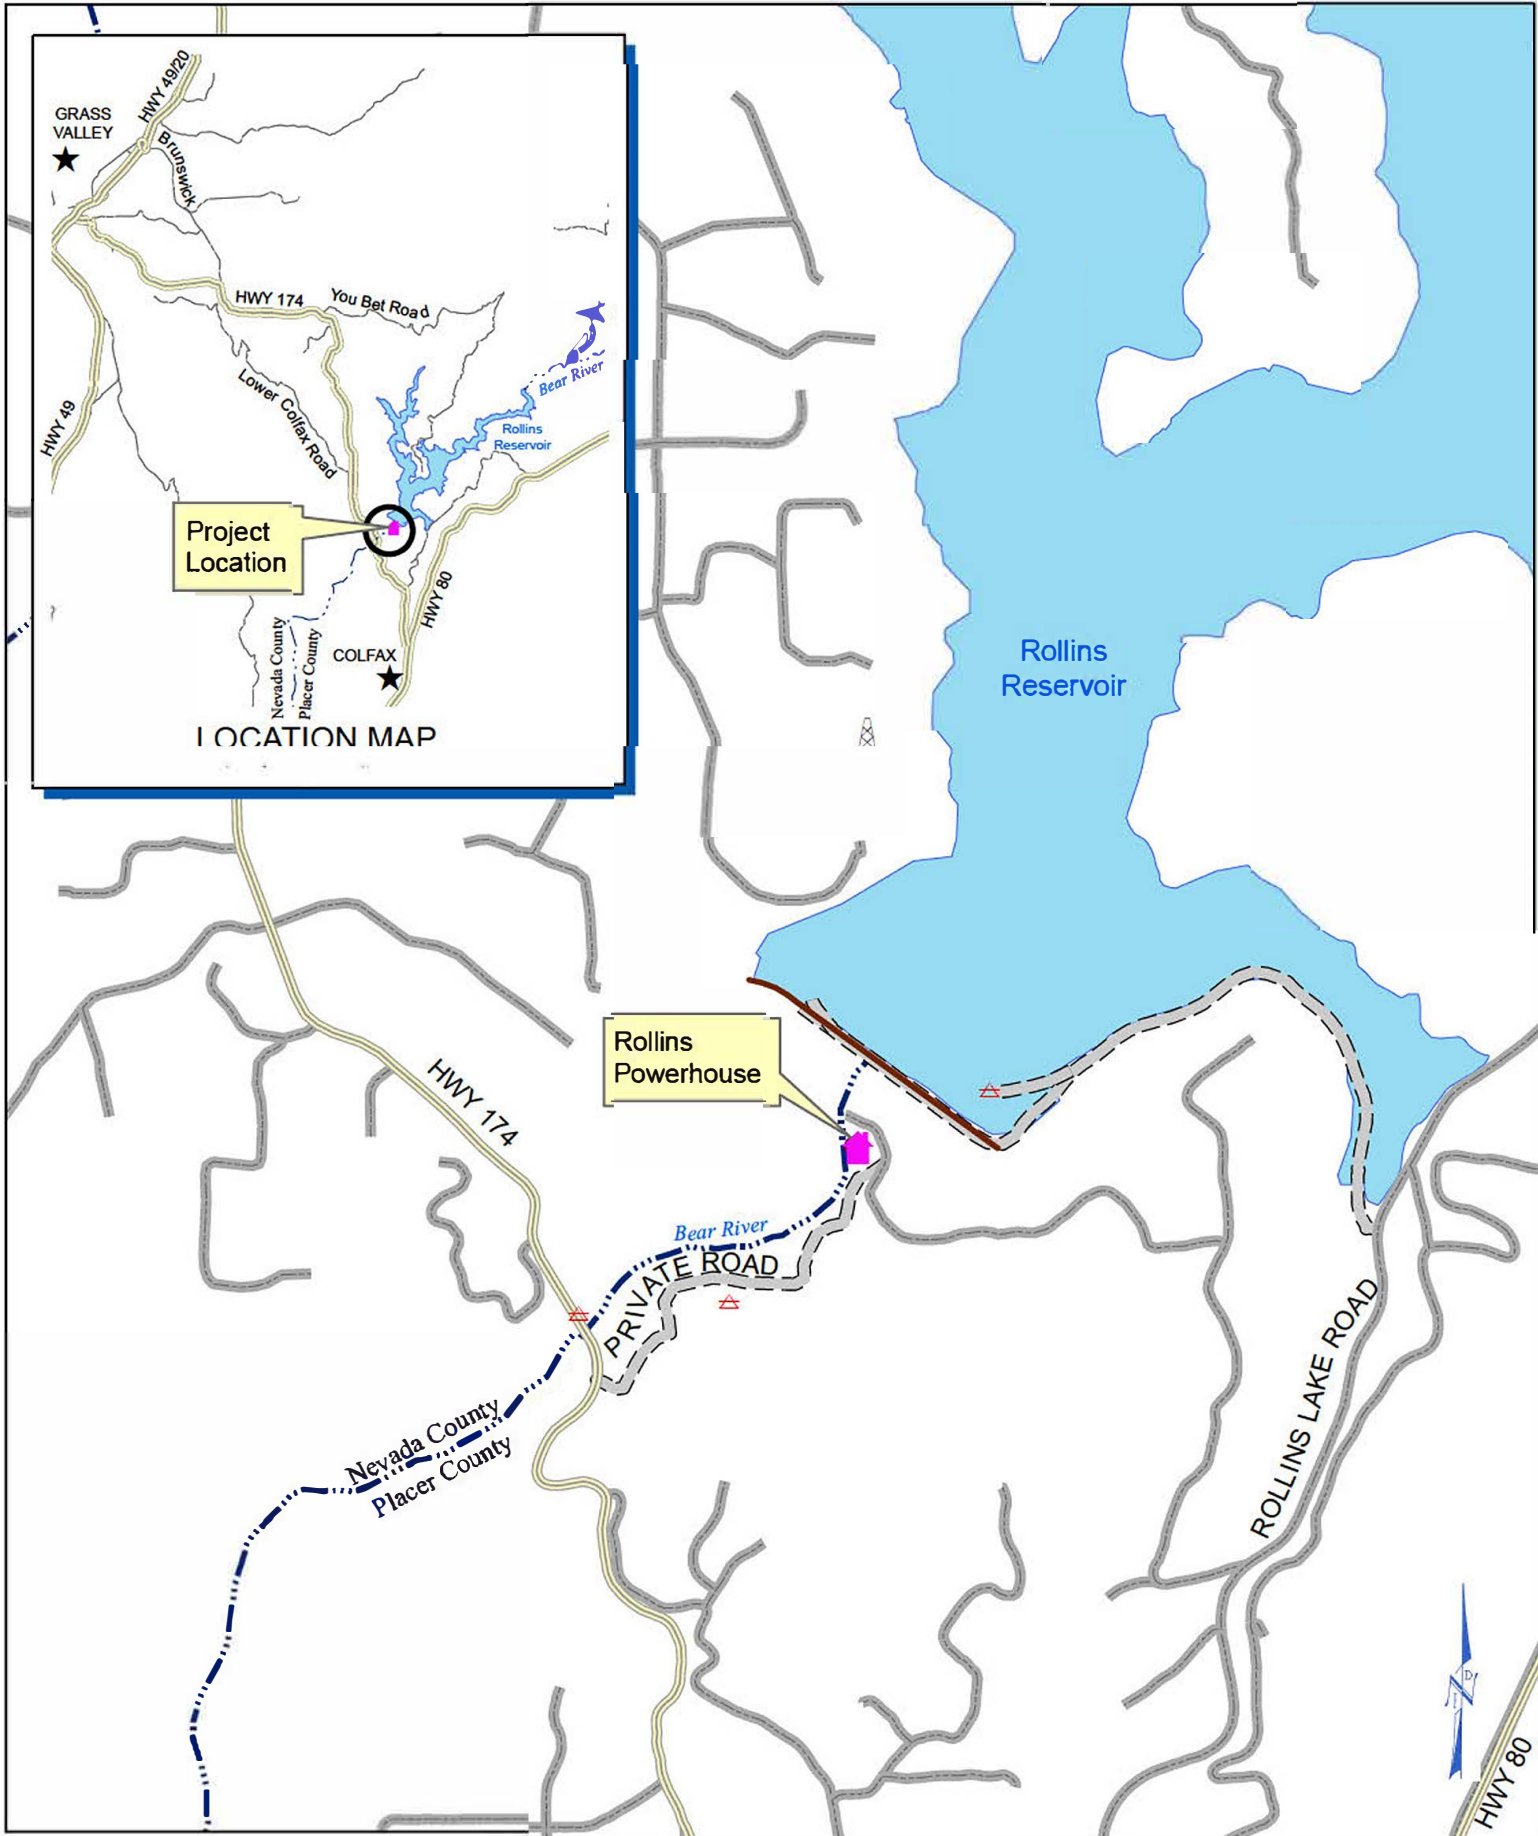 HWY 49/20
GRASS
VALLEY
Brunswick
HWY 174
You Bet Road
Bear River
Lower Colfax Road
HWY 49
Rollins
Reservoir
Project
Location
HWY 80
Nevada County
Placer County
COLFAX
LOCATION MAP
Rollins
Reservoir
Rollins
Powerhouse
HWY 174
Bear River
PRIVATE ROAD
Nevada County
Placer County
ROLLINS LAKE ROAD
N
I
D
HWY 80